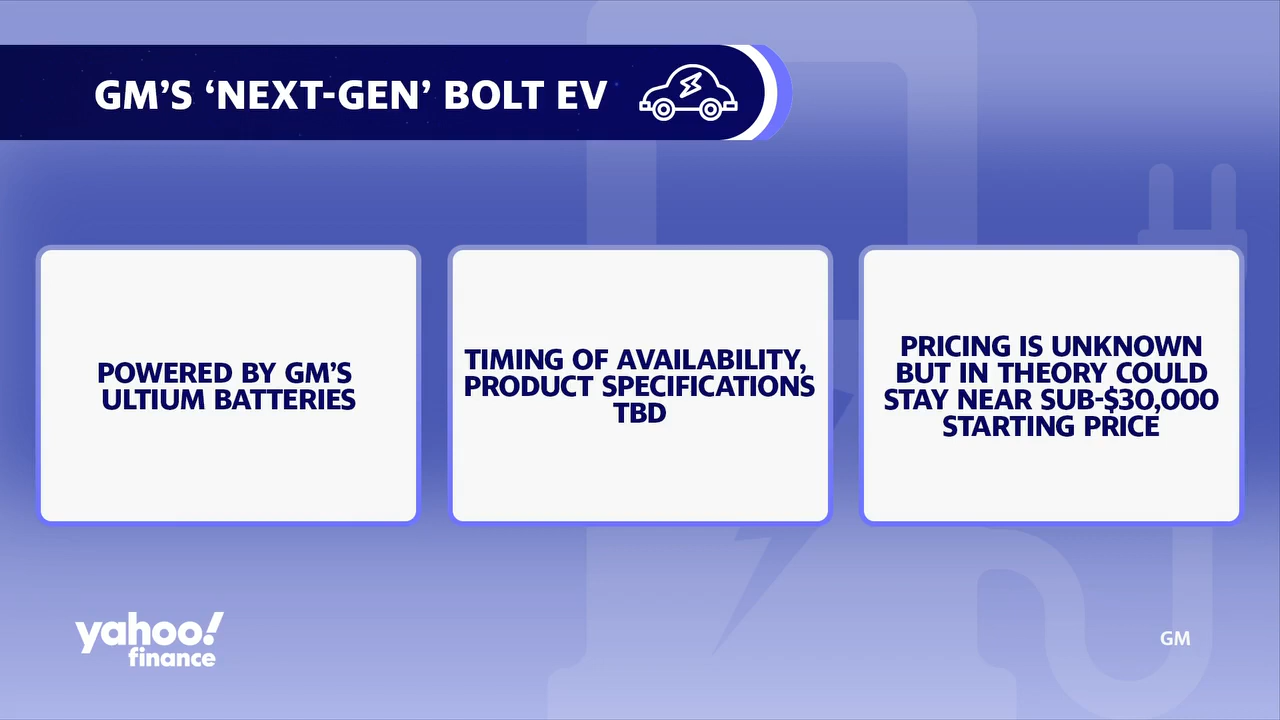 GM'S 'NEXT-GEN' BOLT EV
POWERED BY GM'S
ULTIUM BATTERIES
TIMING OF AVAILABILITY,
PRODUCT SPECIFICATIONS
TBD
PRICING IS UNKNOWN
BUT IN THEORY COULD
STAY NEAR SUB-$30,000
STARTING PRICE
yahoo!
finance
GM